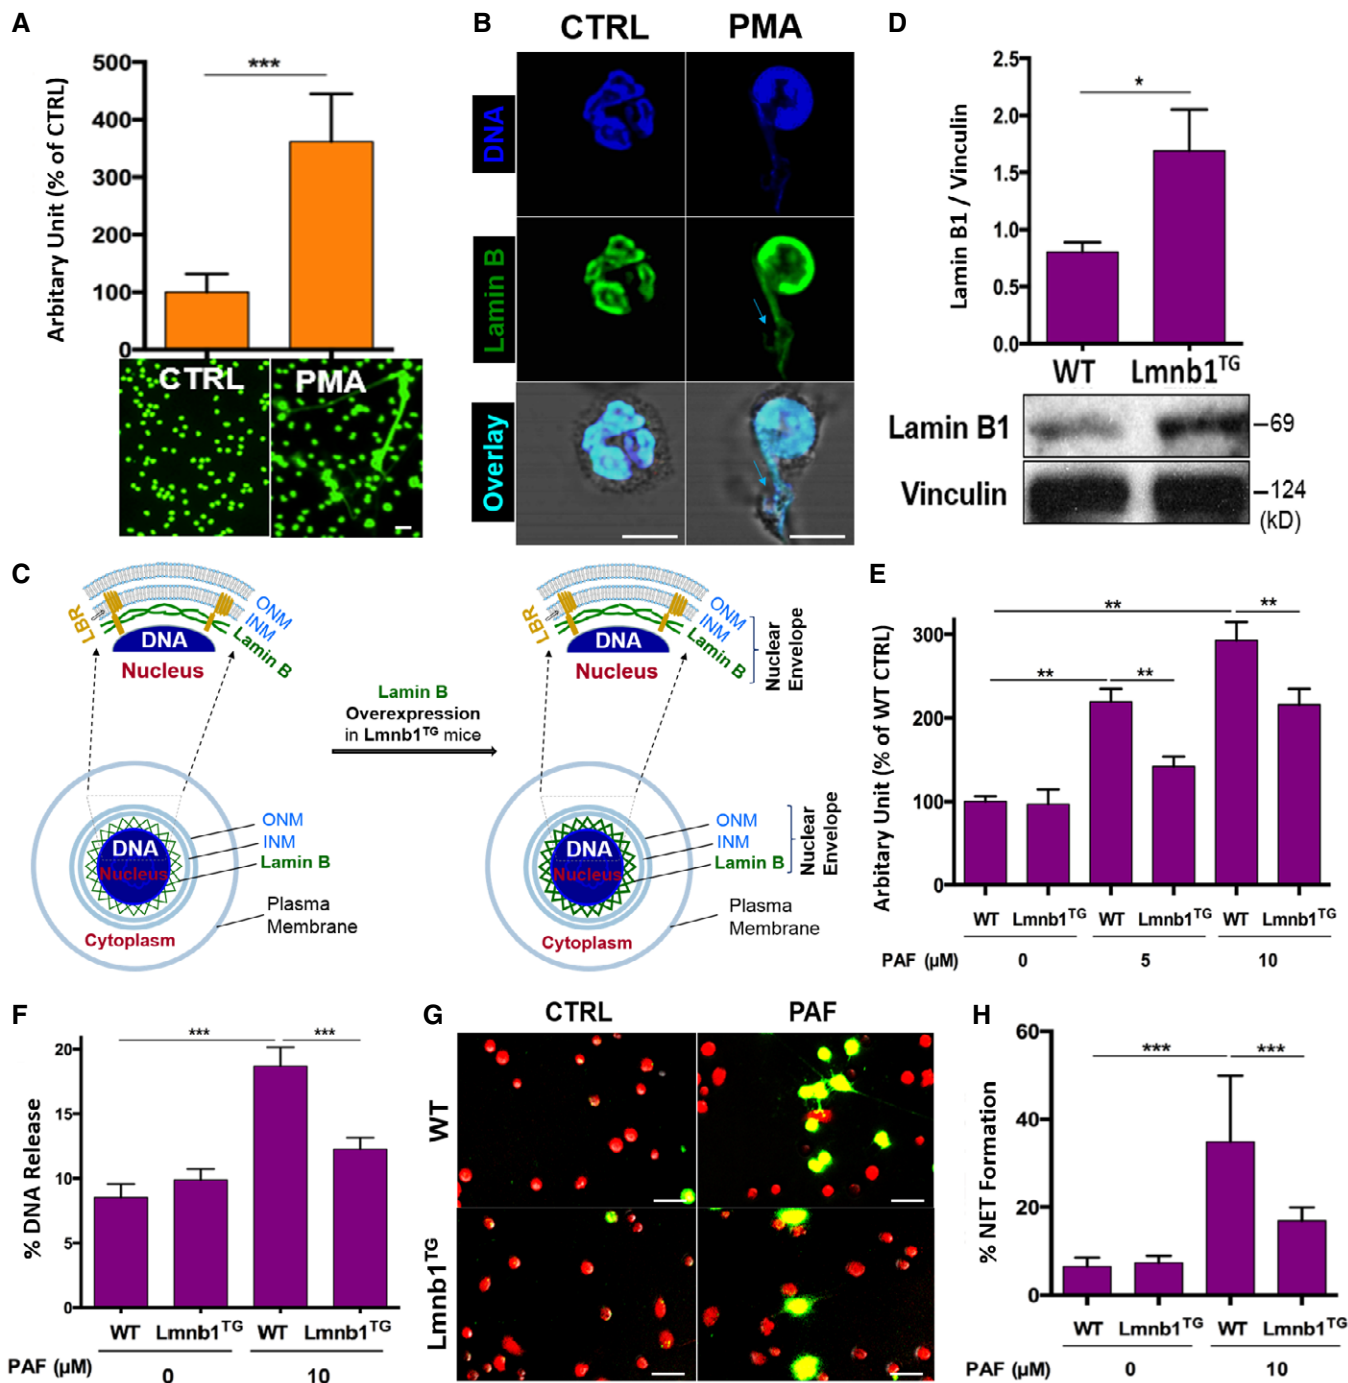 A
Arbitary Unit (% of CTRL)
500
400
300
200
100
0
***
CTRL
PMA
B
CTRL
PMA
DNA
Lamin B
Overlay
D
Lamin B1 / Vinculin
2.5
2.0
1.5
1.0
0.5
0.0
*
WT
Lmnb1TG
Lamin B1
–69
Vinculin
–124
(kD)
C
LBR
ONM
INM
Lamin B
DNA
Nucleus
Lamin B
Overexpression
in Lmnb1TG mice
LBR
ONM
INM
Lamin B
DNA
Nucleus
Nuclear
Envelope
DNA
Nucleus
Cytoplasm
ONM
INM
Lamin B
Plasma
Membrane
DNA
Nucleus
Cytoplasm
ONM
INM
Lamin B
Nuclear
Envelope
Plasma
Membrane
E
Arbitary Unit (% of WT CTRL)
300
200
100
0
**
**
**
**
WT Lmnb1TG WT Lmnb1TG WT Lmnb1TG
PAF (µM) 0 5 10
F
% DNA Release
20
15
10
5
0
***
***
WT Lmnb1TG WT Lmnb1TG
PAF (µM) 0 10
G
CTRL
PAF
WT
Lmnb1TG
H
% NET Formation
60
40
20
0
***
***
WT Lmnb1TG WT Lmnb1TG
PAF (µM) 0 10